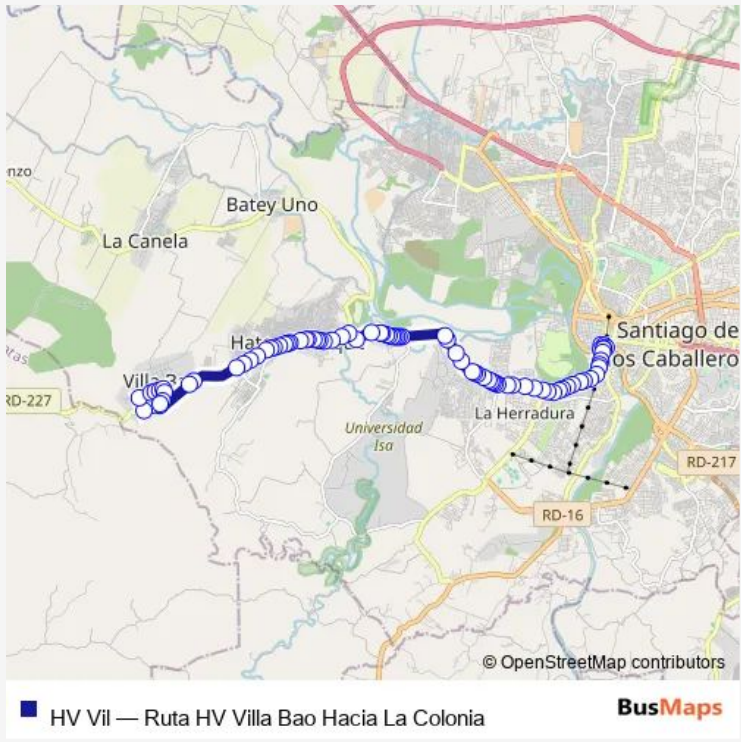 nzo
Batey Uno
La Canela
Santiago de
os Caballero
Hat
Villa B
RD-227
La Herradura
Universidad
Isa
RD-217
RD-16
© OpenStreetMap contributors
HV Vil — Ruta HV Villa Bao Hacia La Colonia
BusMaps